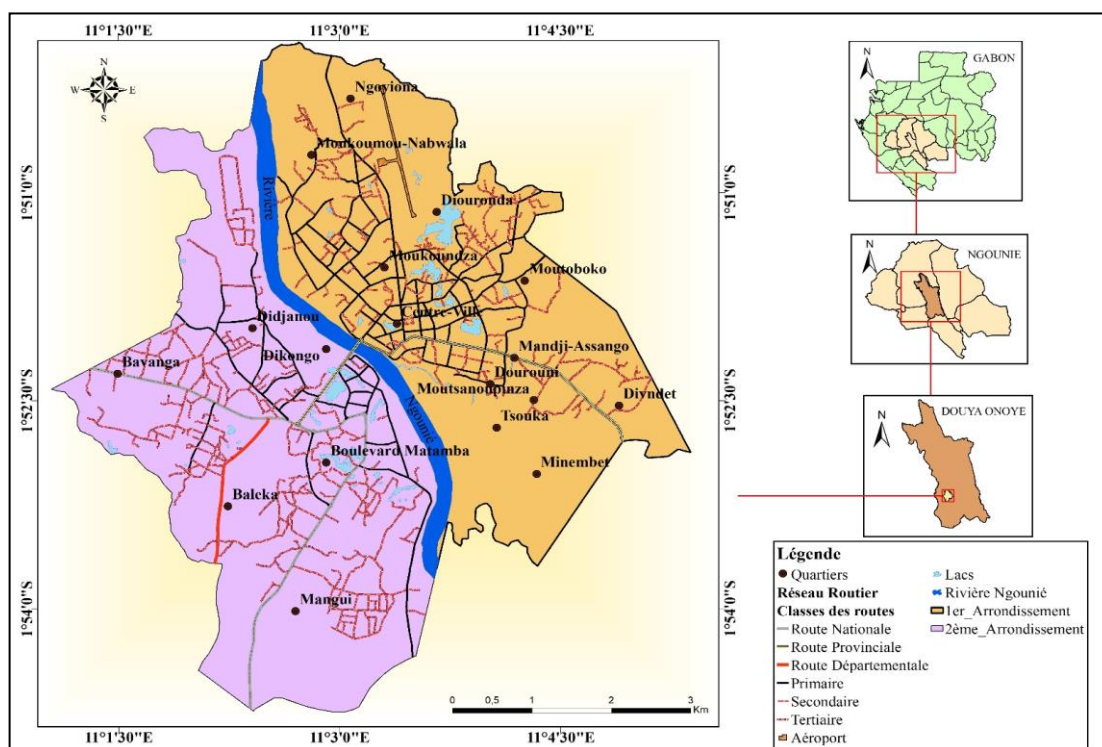 11°1'30"E 11°3'0"E 11°4'30"E
N
W E
S
1°51'0"S
1°52'30"S
1°54'0"S
Ngoyiona
Moukoumou-Nabwala
Rivière
Diouronda
Moukoundza
Moutoboko
Centre-Ville
Didjanou
Dikongo
Mandji-Assango
Bavanga
Dourouni
Moutsanoupinza
Divndet
Ngounié
Tsouka
Boulevard Matamba
Minembet
Baleka
Mangui
0 0,5 1 2 3
Km
11°1'30"E 11°3'0"E 11°4'30"E
N
GABON
N
NGOUNIE
N
DOUYA ONOYE
1°51'0"S
1°52'30"S
1°54'0"S
Légende
Quartiers
Réseau Routier
Classes des routes
Route Nationale
Route Provinciale
Route Départementale
Primaire
Secondaire
Tertiaire
Aéroport
Lacs
Rivière Ngounié
1er_Arrondissement
2ème_Arrondissement